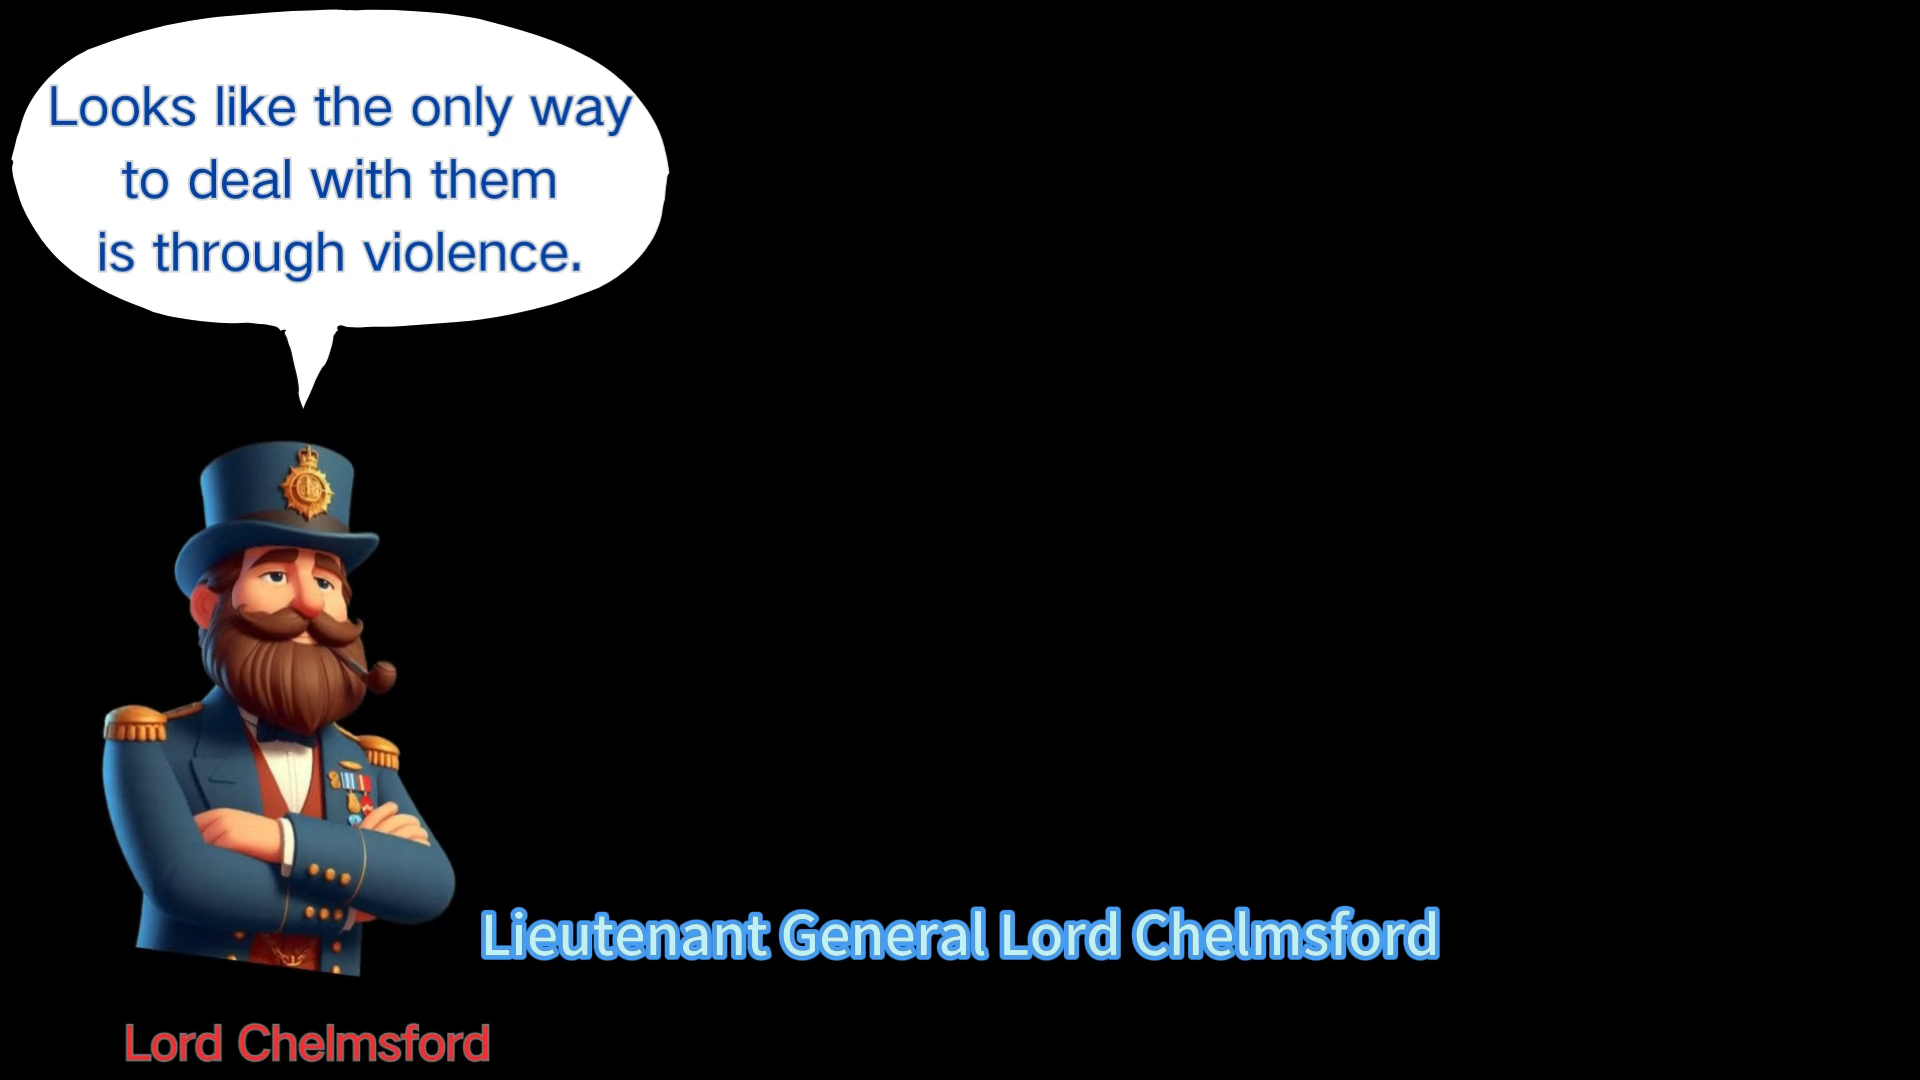 Looks like the only way
to deal with them
is through violence.
Lieutenant General Lord Chelmsford
Lord Chelmsford